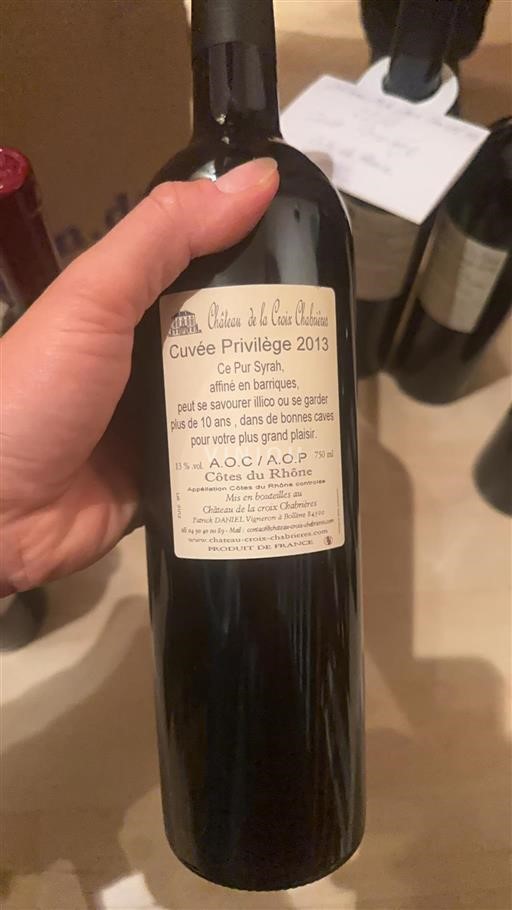 Château de la Croix Chabrières
Cuvée Privilège 2013
Ce Pur Syrah,
affiné en barriques,
peut se savourer illico ou se garder
plus de 10 ans , dans de bonnes caves
pour votre plus grand plaisir.
13 % .vol. A.O.C / A.O.P 750 ml
Côtes du Rhône
Appellation Côtes du Rhône controlée
Mis en bouteilles au
Château de la croix Chabrières
Patrick DANIEL Vigneron à Bollène 84500
www.chateau-croix-chabrieres.com
PRODUIT DE FRANCE